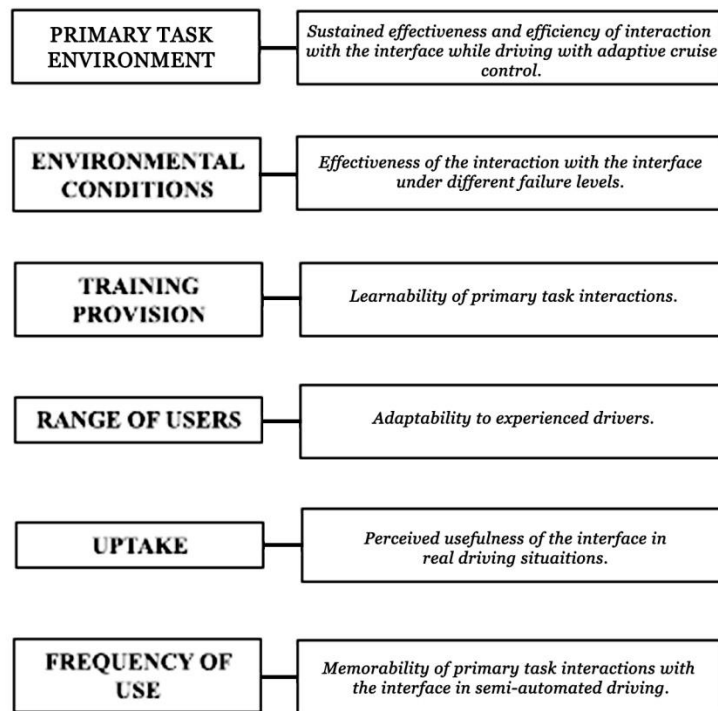 PRIMARY TASK
ENVIRONMENT
Sustained effectiveness and efficiency of interaction
with the interface while driving with adaptive cruise
control.
ENVIRONMENTAL
CONDITIONS
Effectiveness of the interaction with the interface
under different failure levels.
TRAINING
PROVISION
Learnability of primary task interactions.
RANGE OF USERS
Adaptability to experienced drivers.
UPTAKE
Perceived usefulness of the interface in
real driving situaitions.
FREQUENCY OF
USE
Memorability of primary task interactions with
the interface in semi-automated driving.